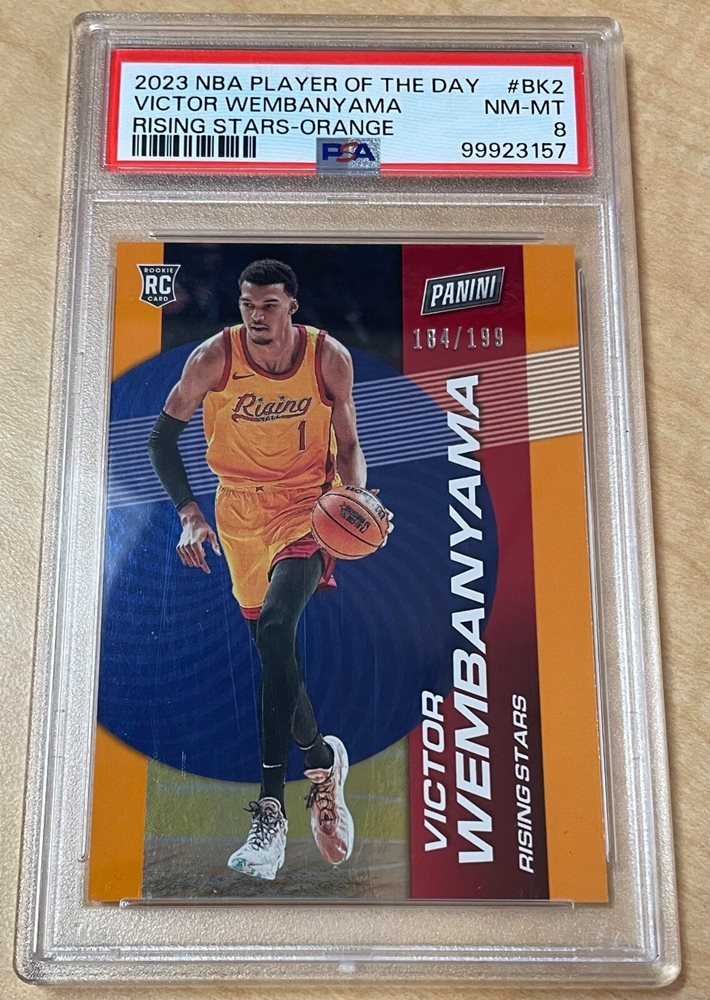 2023 NBA PLAYER OF THE DAY #BK2
VICTOR WEMBANYAMA NM-MT
RISING STARS-ORANGE 8
PSA 99923157
ROOKIE
RC
CARD
PANINI
184/199
Rising
STARS
1
VICTOR
WEMBANYAMA
RISING STARS